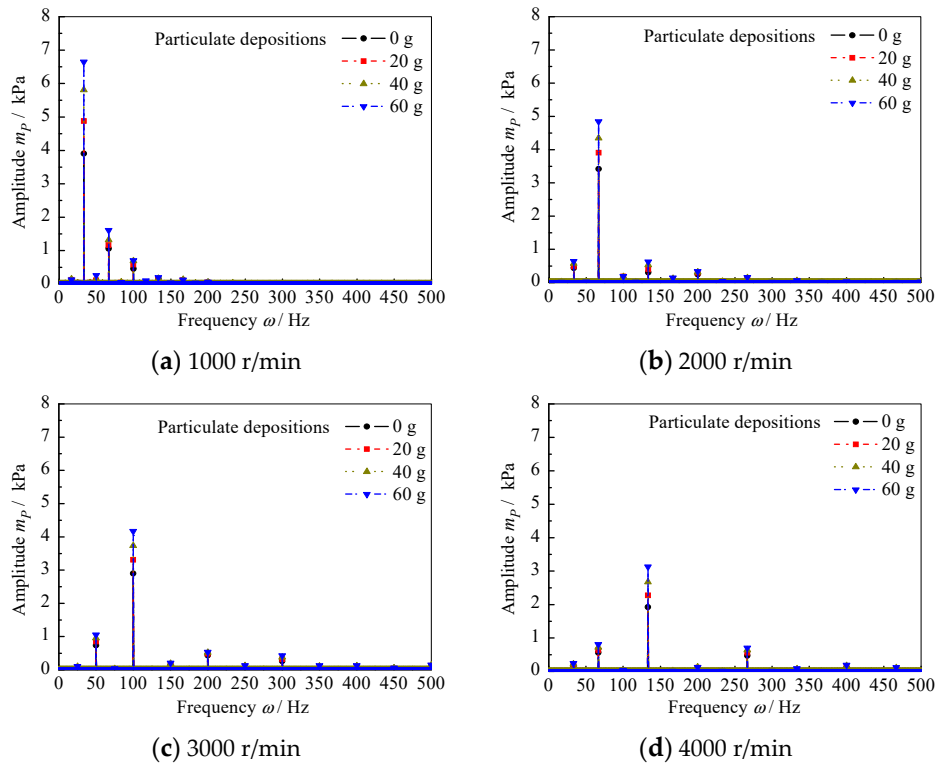 8
7
6
5
4
3
2
1
0
Amplitude m_P / kPa
Particulate depositions
0 g
20 g
40 g
60 g
0 50 100 150 200 250 300 350 400 450 500
Frequency ω / Hz
(a) 1000 r/min
8
7
6
5
4
3
2
1
0
Amplitude m_P / kPa
Particulate depositions
0 g
20 g
40 g
60 g
0 50 100 150 200 250 300 350 400 450 500
Frequency ω / Hz
(b) 2000 r/min
8
7
6
5
4
3
2
1
0
Amplitude m_P / kPa
Particulate depositions
0 g
20 g
40 g
60 g
0 50 100 150 200 250 300 350 400 450 500
Frequency ω / Hz
(c) 3000 r/min
8
7
6
5
4
3
2
1
0
Amplitude m_P / kPa
Particulate depositions
0 g
20 g
40 g
60 g
0 50 100 150 200 250 300 350 400 450 500
Frequency ω / Hz
(d) 4000 r/min